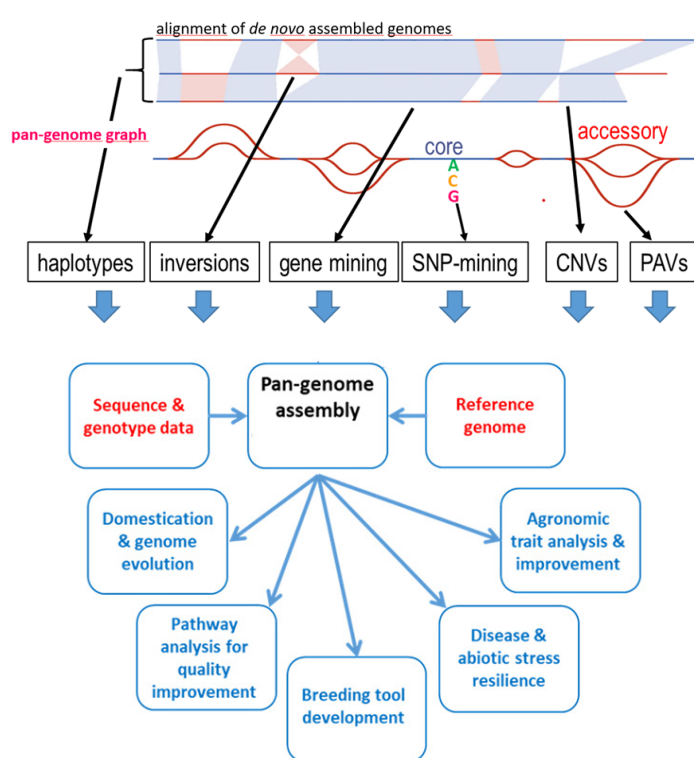 alignment of de novo assembled genomes
pan-genome graph
core
accessory
A
C
G
haplotypes
inversions
gene mining
SNP-mining
CNVs
PAVs
Sequence &
genotype data
Pan-genome
assembly
Reference
genome
Domestication
& genome
evolution
Agronomic
trait analysis &
improvement
Pathway
analysis for
quality
improvement
Disease &
abiotic stress
resilience
Breeding tool
development